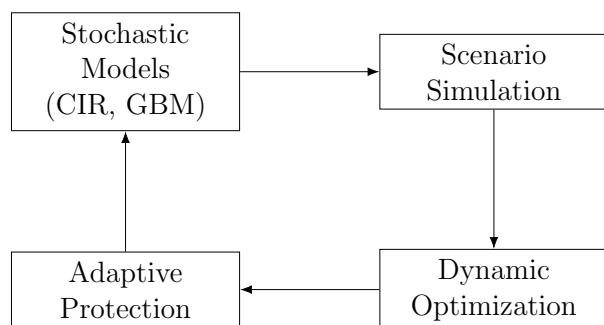 Stochastic
Models
(CIR, GBM)
Scenario
Simulation
Adaptive
Protection
Dynamic
Optimization